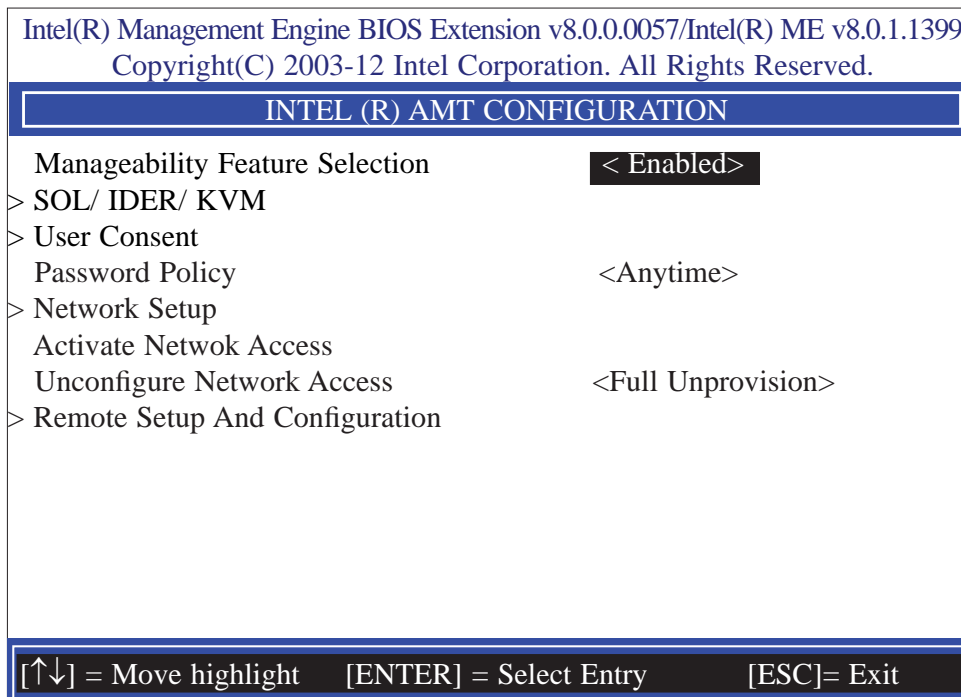 Intel(R) Management Engine BIOS Extension v8.0.0.0057/Intel(R) ME v8.0.1.1399
Copyright(C) 2003-12 Intel Corporation. All Rights Reserved.
INTEL (R) AMT CONFIGURATION
Manageability Feature Selection < Enabled>
> SOL/ IDER/ KVM
> User Consent
Password Policy <Anytime>
> Network Setup
Activate Netwok Access
Unconfigure Network Access <Full Unprovision>
> Remote Setup And Configuration
[↑↓] = Move highlight [ENTER] = Select Entry [ESC]= Exit